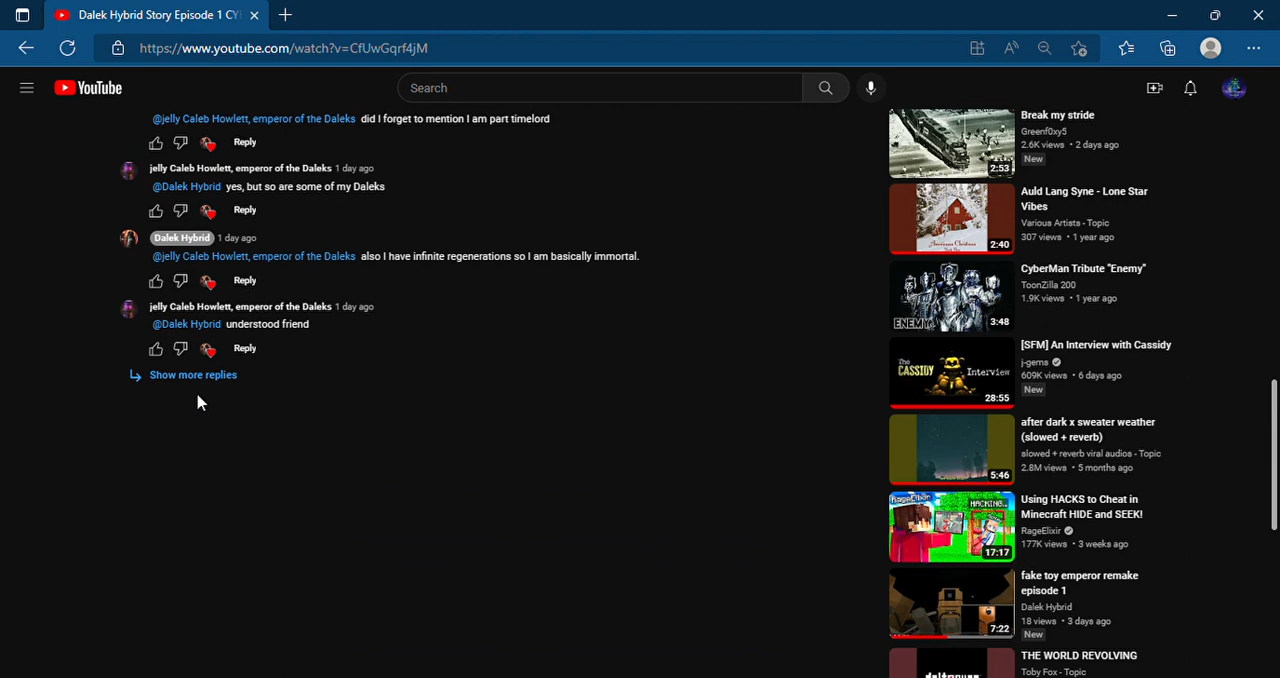 Dalek Hybrid Story Episode 1 CY
https://www.youtube.com/watch?v=CfUwGqrf4jM
YouTube
Search
@jelly Caleb Howlett, emperor of the Daleks did I forget to mention I am part timelord
Reply
jelly Caleb Howlett, emperor of the Daleks 1 day ago
@Dalek Hybrid yes, but so are some of my Daleks
Reply
Dalek Hybrid 1 day ago
@jelly Caleb Howlett, emperor of the Daleks also I have infinite regenerations so I am basically immortal.
Reply
jelly Caleb Howlett, emperor of the Daleks 1 day ago
@Dalek Hybrid understood friend
Reply
Show more replies
2:53
Break my stride
Greenf0xy5
2.6K views • 2 days ago
New
2:40
Auld Lang Syne - Lone Star
Vibes
Various Artists - Topic
307 views • 1 year ago
ENEMY
3:48
CyberMan Tribute "Enemy"
ToonZilla 200
1.9K views • 1 year ago
The
CASSIDY Interview
28:55
[SFM] An Interview with Cassidy
j-gems
609K views • 6 days ago
New
5:46
after dark x sweater weather
(slowed + reverb)
slowed + reverb viral audios - Topic
2.8M views • 5 months ago
RageElixir
HACKING..
17:17
Using HACKS to Cheat in
Minecraft HIDE and SEEK!
RageElixir
177K views • 3 weeks ago
7:22
fake toy emperor remake
episode 1
Dalek Hybrid
18 views • 3 days ago
New
THE WORLD REVOLVING
Toby Fox - Topic